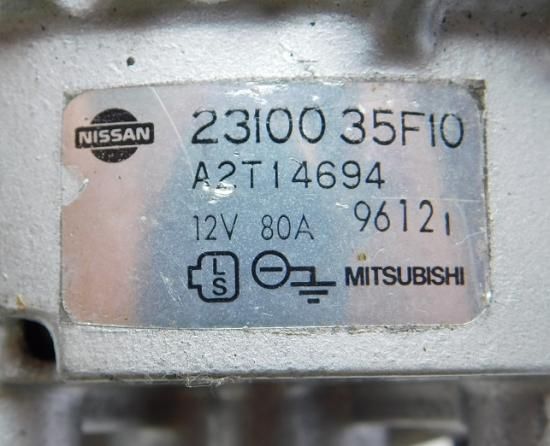 NISSAN 23100 35F10
A2T14694
12V 80A 96121
L
S
MITSUBISHI